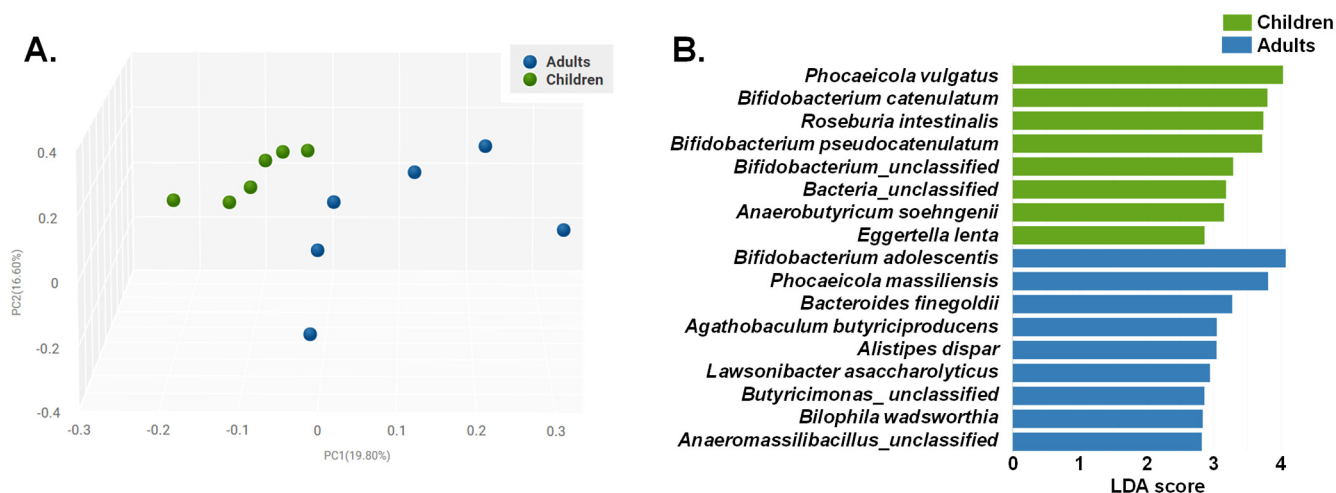 A.
Adults
Children
0.4
0.2
0
-0.2
-0.4
PC2(16.60%)
-0.3
-0.2
-0.1
0
0.1
0.2
0.3
PC1(19.80%)
B.
Children
Adults
Phocaeicola vulgatus
Bifidobacterium catenulatum
Roseburia intestinalis
Bifidobacterium pseudocatenulatum
Bifidobacterium_unclassified
Bacteria_unclassified
Anaerobutyricum soehngenii
Eggertella lenta
Bifidobacterium adolescentis
Phocaeicola massiliensis
Bacteroides finegoldii
Agathobaculum butyriciproducens
Alistipes dispar
Lawsonibacter asaccharolyticus
Butyricimonas_ unclassified
Bilophila wadsworthia
Anaeromassilibacillus_unclassified
0 1 2 3 4
LDA score